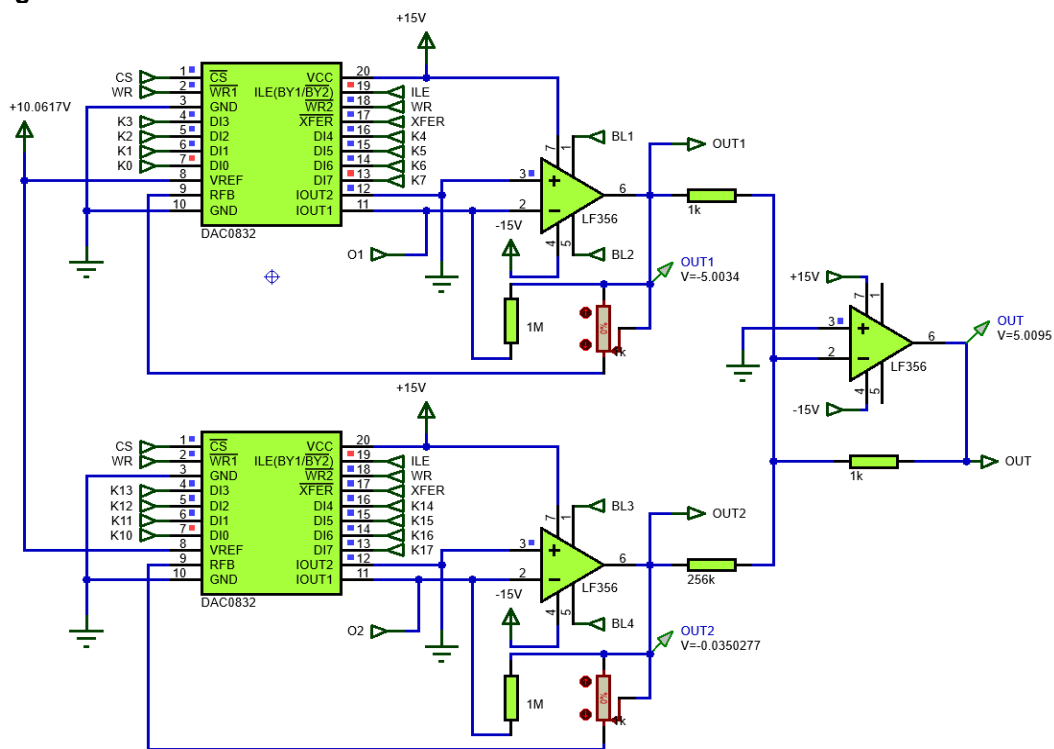 +15V
+10.0617V
CS 1 CS VCC 20
WR 2 WR1 ILE(BY1/BY2) 19 ILE
3 GND WR2 18 WR
K3 4 DI3 XFER 17 XFER
K2 5 DI2 DI4 16 K4
K1 6 DI1 DI5 15 K5
K0 7 DI0 DI6 14 K6
8 VREF DI7 13 K7
9 RFB IOUT2 12
10 GND IOUT1 11
DAC0832
7 1 BL1
3 6 OUT1
2 LF356
4 5 BL2
-15V
O1
1k
OUT1
V=-5.0034
1M
0%
1k
+15V
7 1
3 6
2 LF356
4 5
-15V
OUT
V=5.0095
1k
OUT
+15V
CS 1 CS VCC 20
WR 2 WR1 ILE(BY1/BY2) 19 ILE
3 GND WR2 18 WR
K13 4 DI3 XFER 17 XFER
K12 5 DI2 DI4 16 K14
K11 6 DI1 DI5 15 K15
K10 7 DI0 DI6 14 K16
8 VREF DI7 13 K17
9 RFB IOUT2 12
10 GND IOUT1 11
DAC0832
7 1 BL3
3 6 OUT2
2 LF356
4 5 BL4
-15V
O2
256k
OUT2
V=-0.0350277
1M
0%
1k